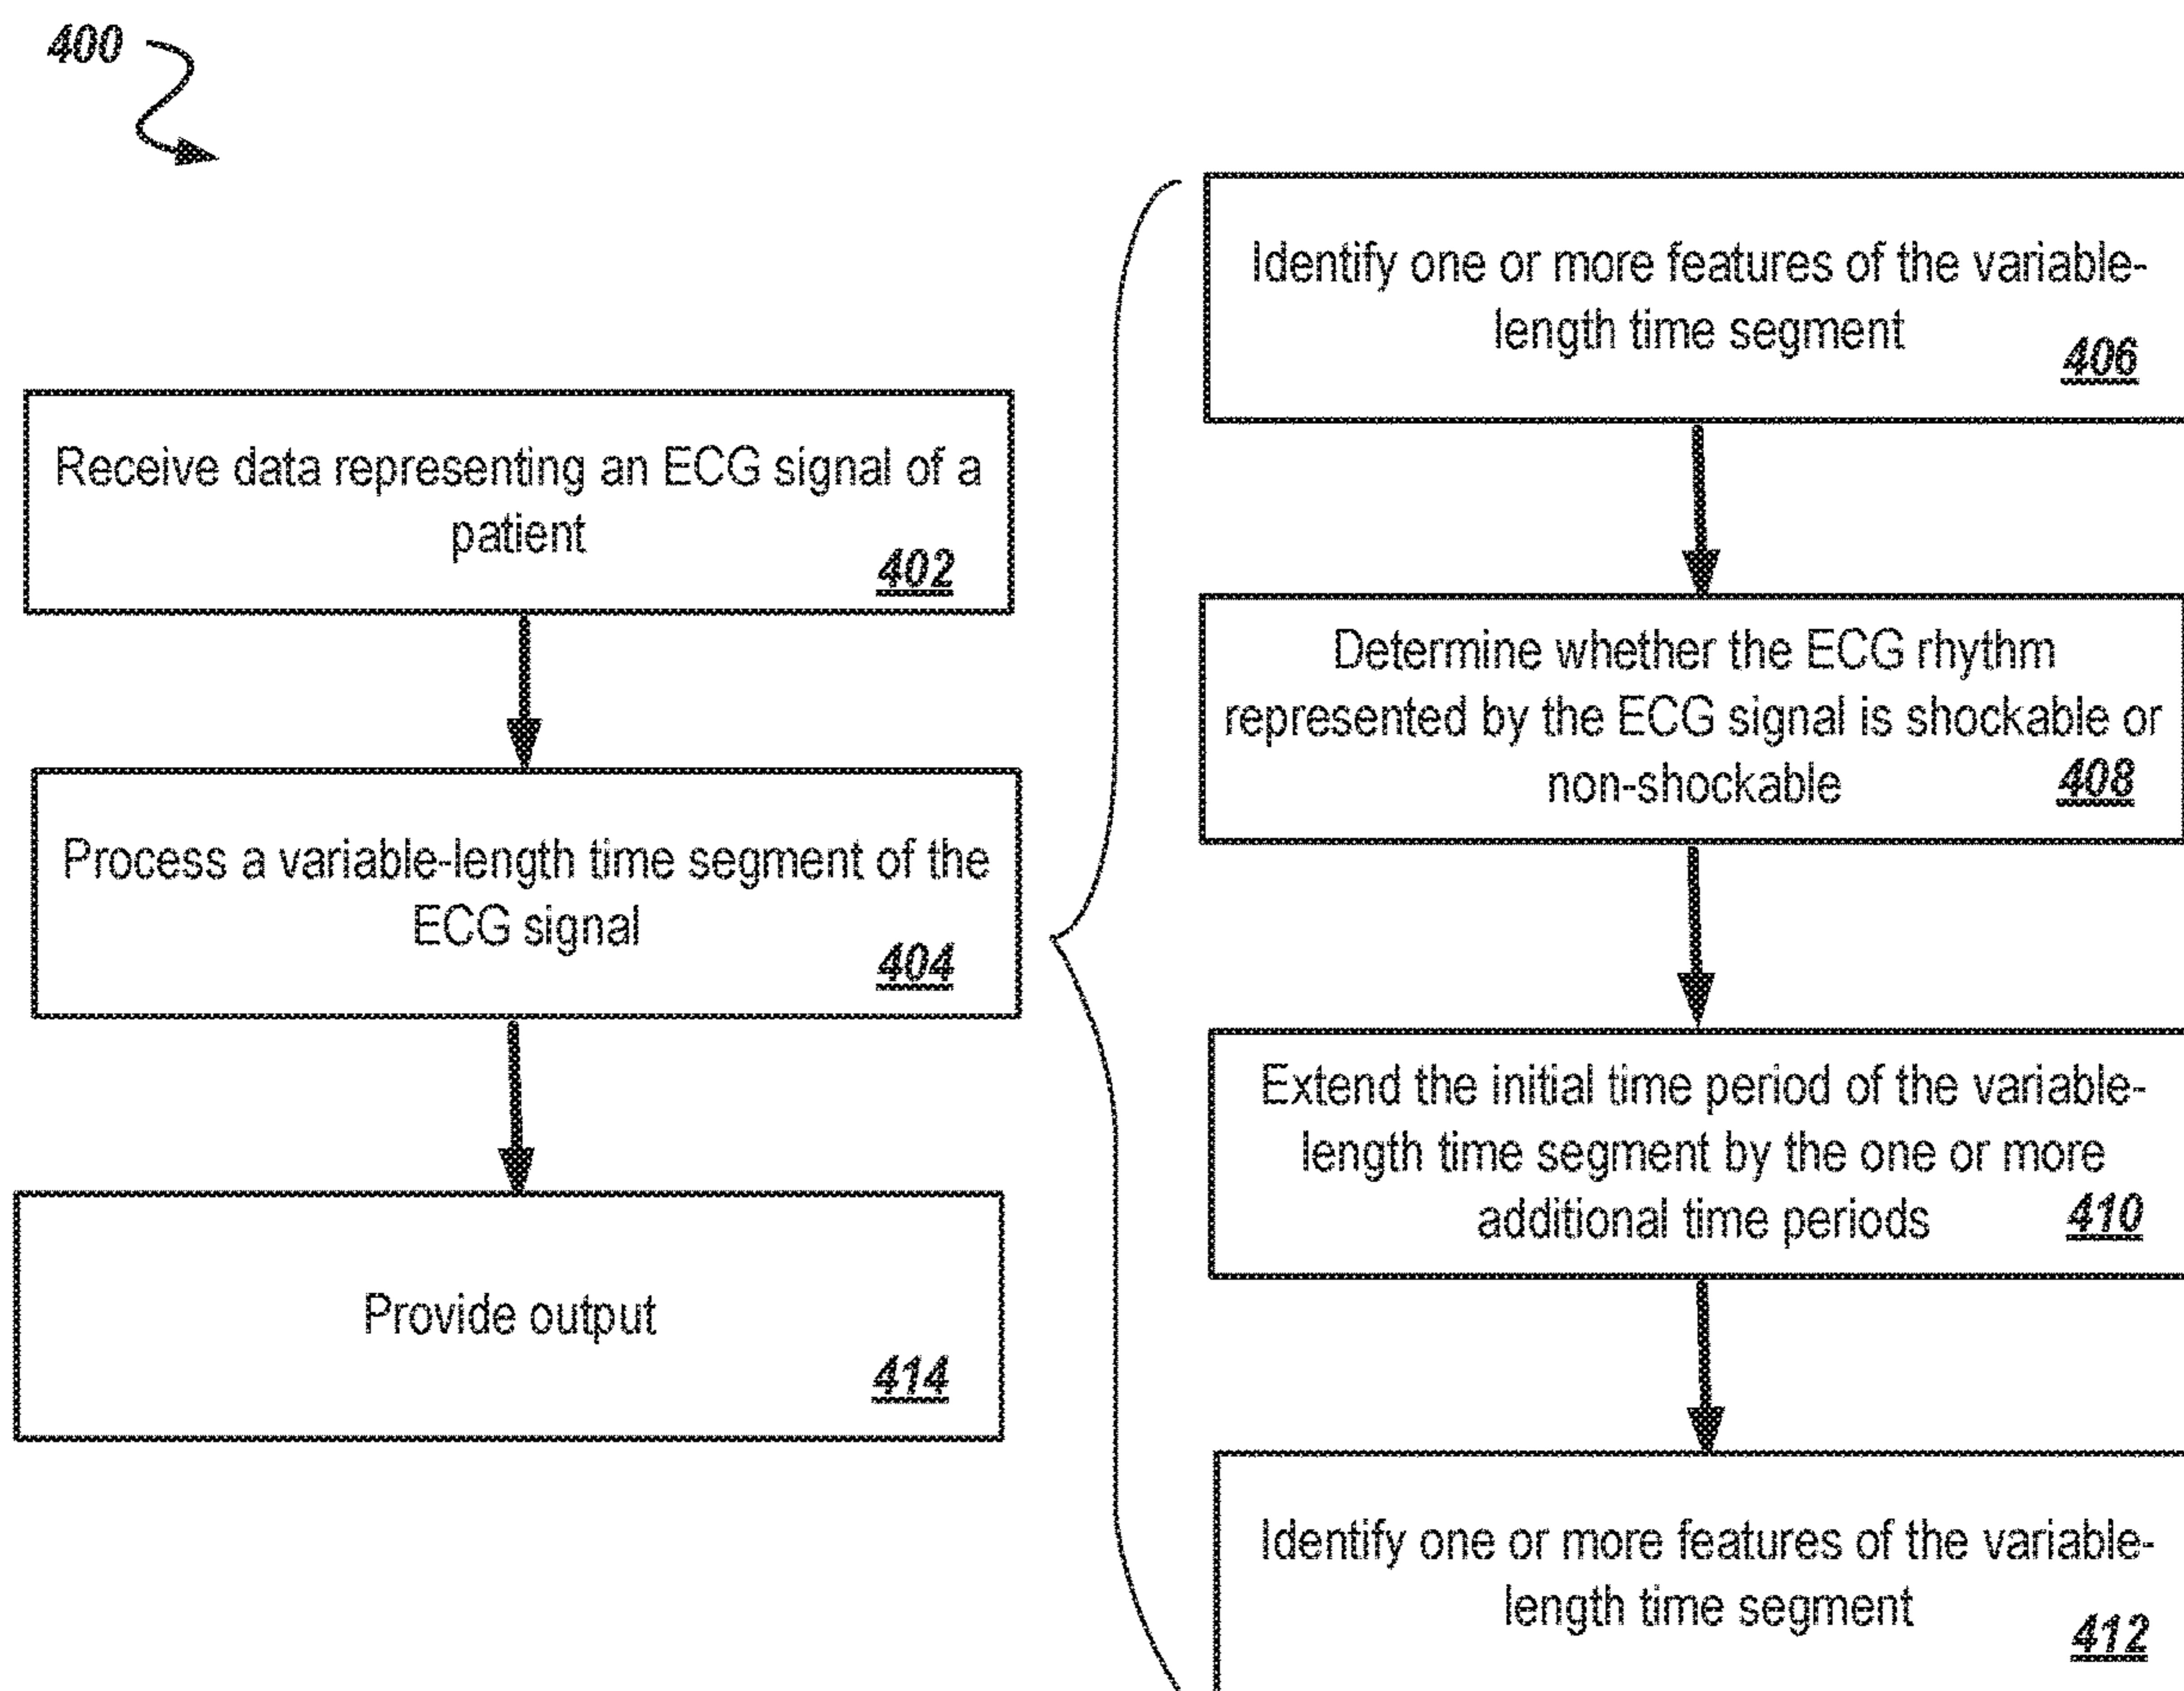 400
Receive data representing an ECG signal of a
patient
402
Process a variable-length time segment of the
ECG signal
404
Provide output
414
Identify one or more features of the variable-
length time segment
406
Determine whether the ECG rhythm
represented by the ECG signal is shockable or
non-shockable
408
Extend the initial time period of the variable-
length time segment by the one or more
additional time periods
410
Identify one or more features of the variable-
length time segment
412